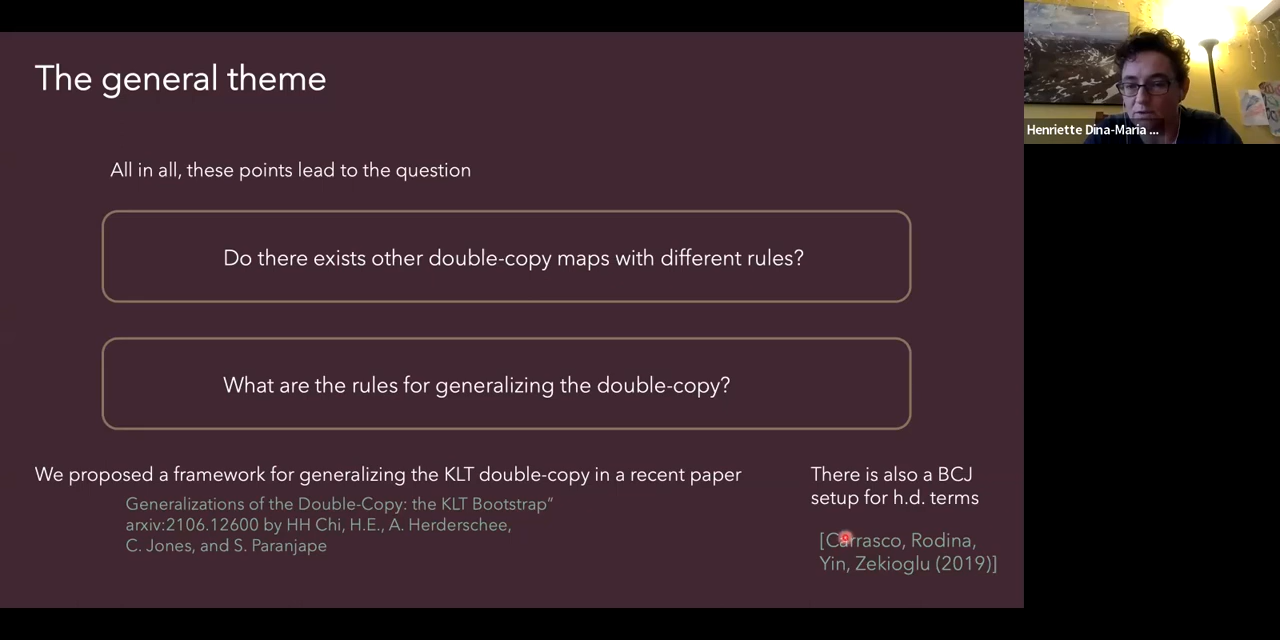 The general theme
All in all, these points lead to the question
Do there exists other double-copy maps with different rules?
What are the rules for generalizing the double-copy?
We proposed a framework for generalizing the KLT double-copy in a recent paper
Generalizations of the Double-Copy: the KLT Bootstrap”
arxiv:2106.12600 by HH Chi, H.E., A. Herderschee,
C. Jones, and S. Paranjape
There is also a BCJ
setup for h.d. terms
[Carrasco, Rodina,
Yin, Zekioglu (2019)]
Henriette Dina-Maria ...